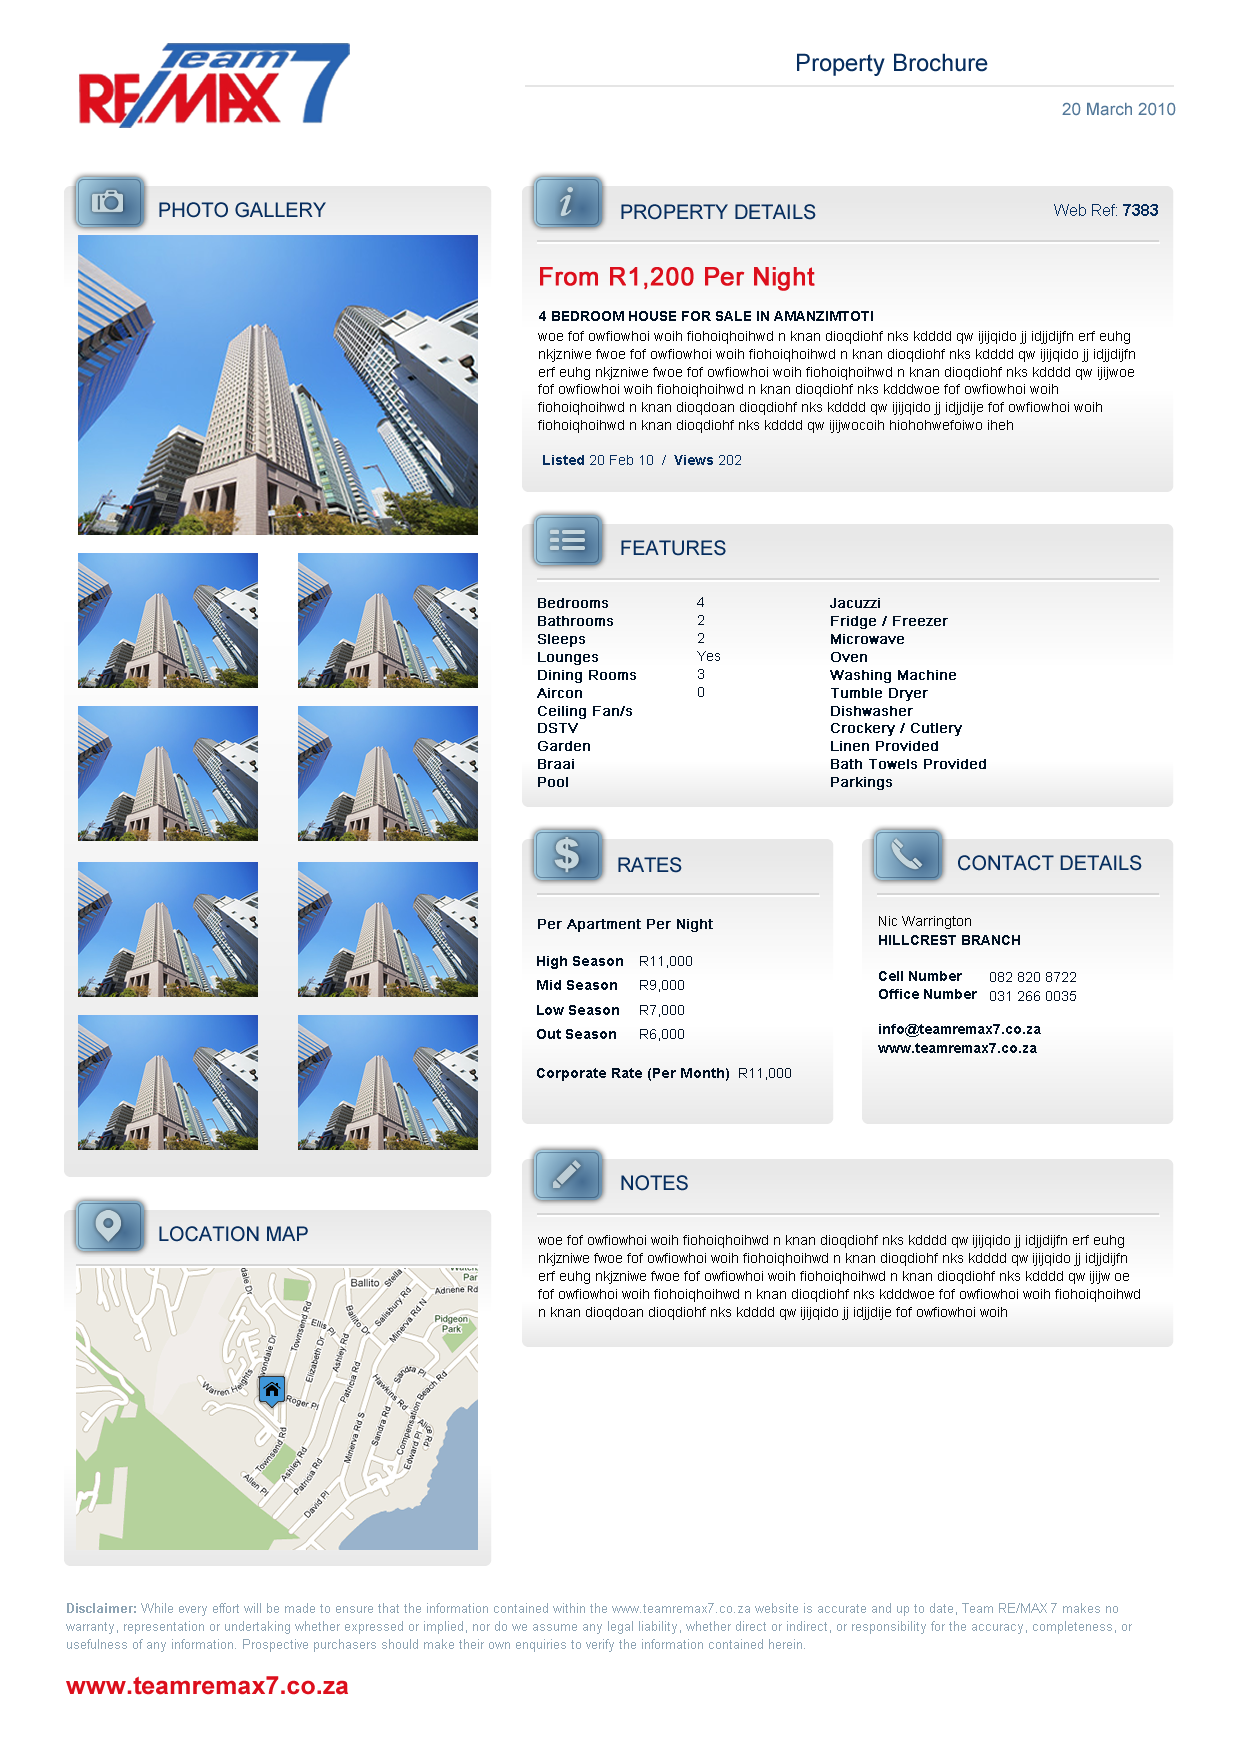 Team
RE/MAX 7
Property Brochure
20 March 2010
PHOTO GALLERY
PROPERTY DETAILS
Web Ref: 7383
From R1,200 Per Night
4 BEDROOM HOUSE FOR SALE IN AMANZIMTOTI
woe fof owfiowhoi woih fiohoiqhoihwd n knan dioqdiohf nks kdddd qw ijijqido jj idjjdijfn erf euhg
nkjzniwe fwoe fof owfiowhoi woih fiohoiqhoihwd n knan dioqdiohf nks kdddd qw ijijqido jj idjjdijfn
erf euhg nkjzniwe fwoe fof owfiowhoi woih fiohoiqhoihwd n knan dioqdiohf nks kdddd qw ijijwoe
fof owfiowhoi woih fiohoiqhoihwd n knan dioqdiohf nks kdddwoe fof owfiowhoi woih
fiohoiqhoihwd n knan dioqdoan dioqdiohf nks kdddd qw ijijqido jj idjjdije fof owfiowhoi woih
fiohoiqhoihwd n knan dioqdiohf nks kdddd qw ijijwocoih hiohohwefoiwo iheh
Listed 20 Feb 10 / Views 202
FEATURES
Bedrooms 4
Bathrooms 2
Sleeps 2
Lounges Yes
Dining Rooms 3
Aircon 0
Ceiling Fan/s
DSTV
Garden
Braai
Pool
Jacuzzi
Fridge / Freezer
Microwave
Oven
Washing Machine
Tumble Dryer
Dishwasher
Crockery / Cutlery
Linen Provided
Bath Towels Provided
Parkings
RATES
Per Apartment Per Night
High Season R11,000
Mid Season R9,000
Low Season R7,000
Out Season R6,000
Corporate Rate (Per Month) R11,000
CONTACT DETAILS
Nic Warrington
HILLCREST BRANCH
Cell Number 082 820 8722
Office Number 031 266 0035
info@teamremax7.co.za
www.teamremax7.co.za
NOTES
woe fof owfiowhoi woih fiohoiqhoihwd n knan dioqdiohf nks kdddd qw ijijqido jj idjjdijfn erf euhg
nkjzniwe fwoe fof owfiowhoi woih fiohoiqhoihwd n knan dioqdiohf nks kdddd qw ijijqido jj idjjdijfn
erf euhg nkjzniwe fwoe fof owfiowhoi woih fiohoiqhoihwd n knan dioqdiohf nks kdddd qw ijijw oe
fof owfiowhoi woih fiohoiqhoihwd n knan dioqdiohf nks kdddwoe fof owfiowhoi woih fiohoiqhoihwd
n knan dioqdoan dioqdiohf nks kdddd qw ijijqido jj idjjdije fof owfiowhoi woih
LOCATION MAP
Ballito
Stella
Par
Adnene Rd
Pidgeon
Park
Salisbury Rd
Minerva Rd N
Ballito Dr
Ellis Pl
Townsend Rd
Elizabeth Dr
Ashley Rd
Patricia Rd
Warren Heights
Roger Pl
Sandra Pl
Hawkins Rd
Compensation Beach Rd
Alice Rd
Edward Pl
Sandra Rd
Minerva Rd S
Townsend Rd
Allen Pl
Ashley Rd
Patricia Rd
David Pl
Disclaimer: While every effort will be made to ensure that the information contained within the www.teamremax7.co.za website is accurate and up to date, Team RE/MAX 7 makes no
warranty, representation or undertaking whether expressed or implied, nor do we assume any legal liability, whether direct or indirect, or responsibility for the accuracy, completeness, or
usefulness of any information. Prospective purchasers should make their own enquiries to verify the information contained herein.
www.teamremax7.co.za